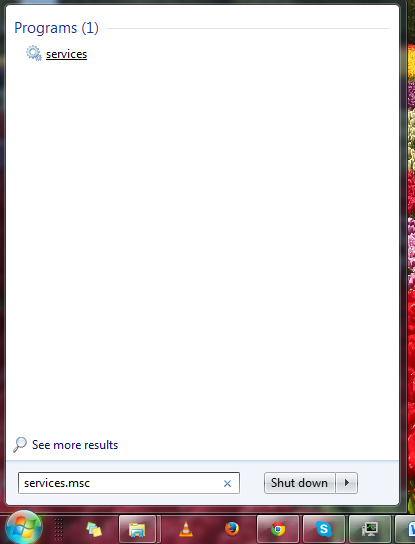 Programs (1)
services
See more results
services.msc
Shut down